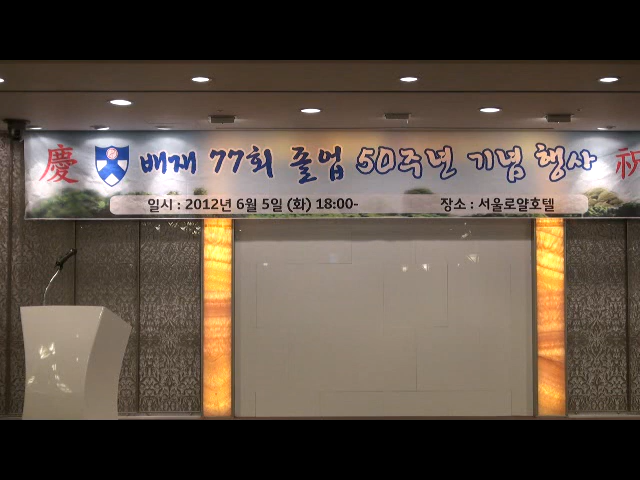 慶 배재 77회 졸업 50주년 기념 행사 祝
일시 : 2012년 6월 5일 (화) 18:00- 장소 : 서울로얄호텔